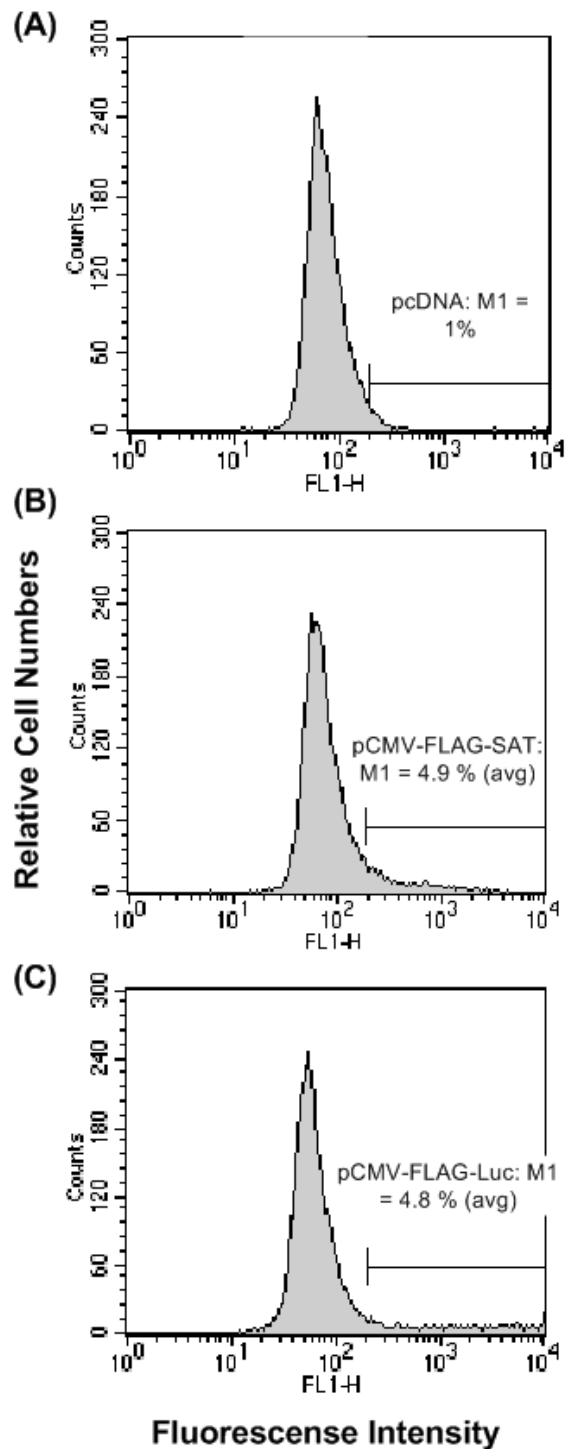 (A)
300
240
180
120
60
0
Counts
pcDNA: M1 =
1%
10^0 10^1 10^2 10^3 10^4
FL1-H
(B)
Relative Cell Numbers
300
240
180
120
60
0
Counts
pCMV-FLAG-SAT:
M1 = 4.9 % (avg)
10^0 10^1 10^2 10^3 10^4
FL1-H
(C)
300
240
180
120
60
0
Counts
pCMV-FLAG-Luc: M1
= 4.8 % (avg)
10^0 10^1 10^2 10^3 10^4
FL1-H
Fluorescense Intensity